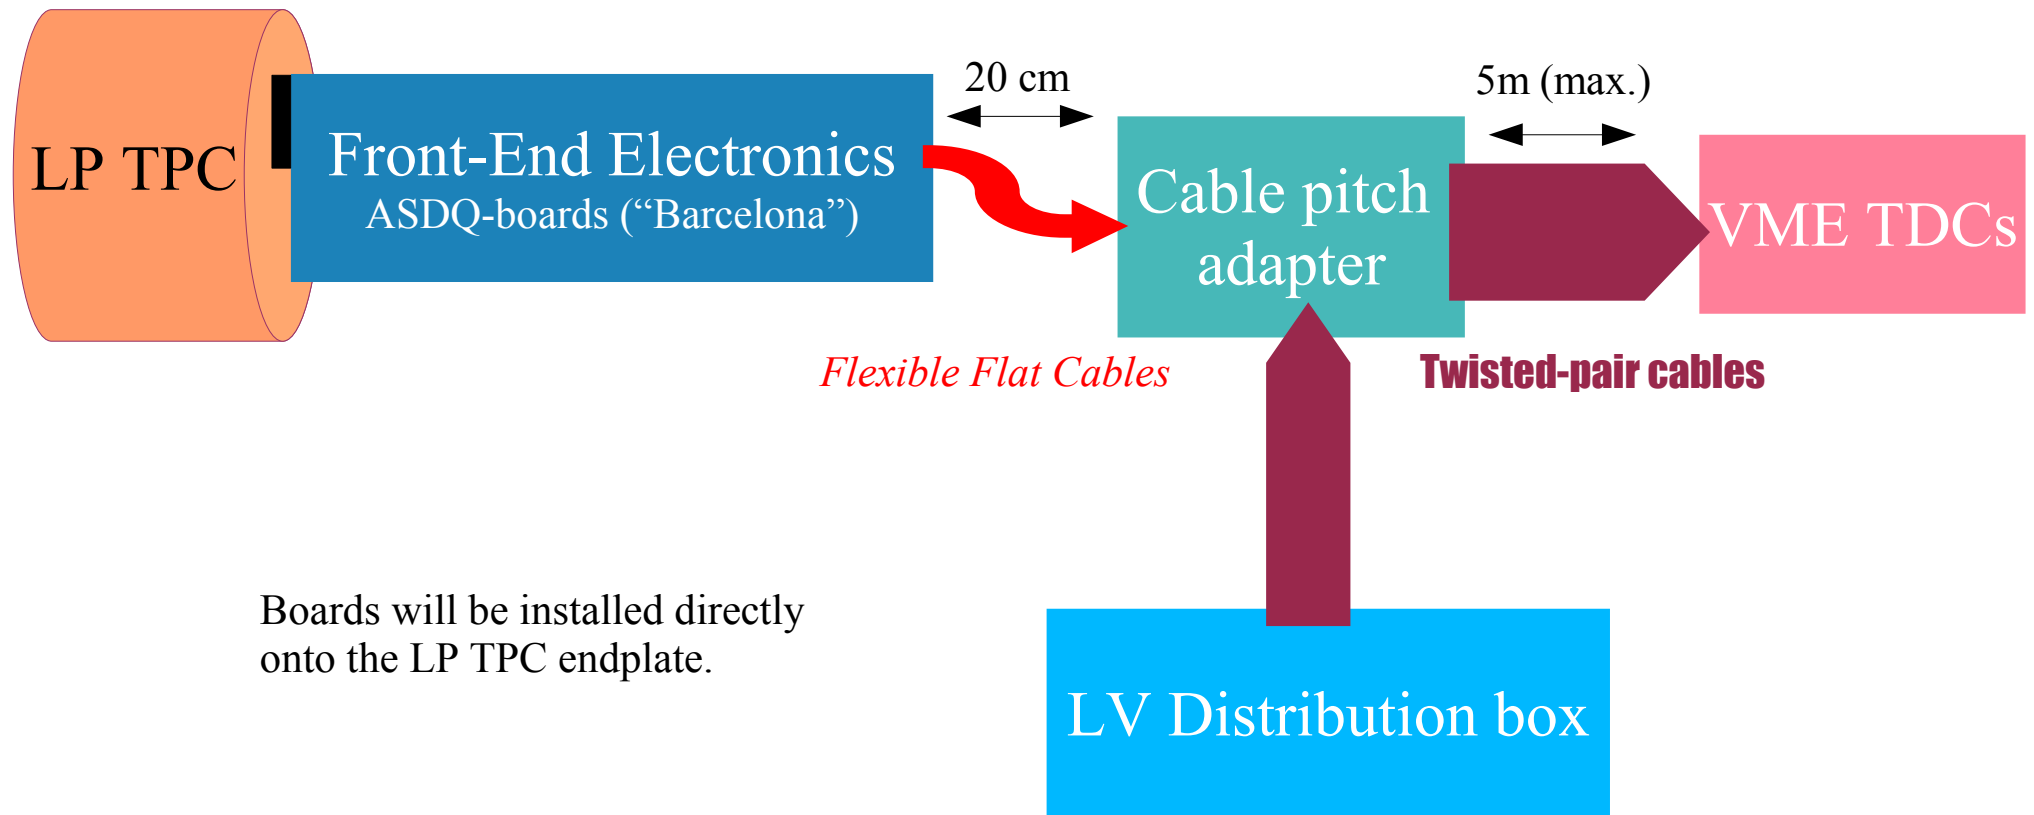 20 cm
5m (max.)
LP TPC
Front-End Electronics
ASDQ-boards (“Barcelona”)
Cable pitch
adapter
VME TDCs
Flexible Flat Cables
Twisted-pair cables
Boards will be installed directly
onto the LP TPC endplate.
LV Distribution box